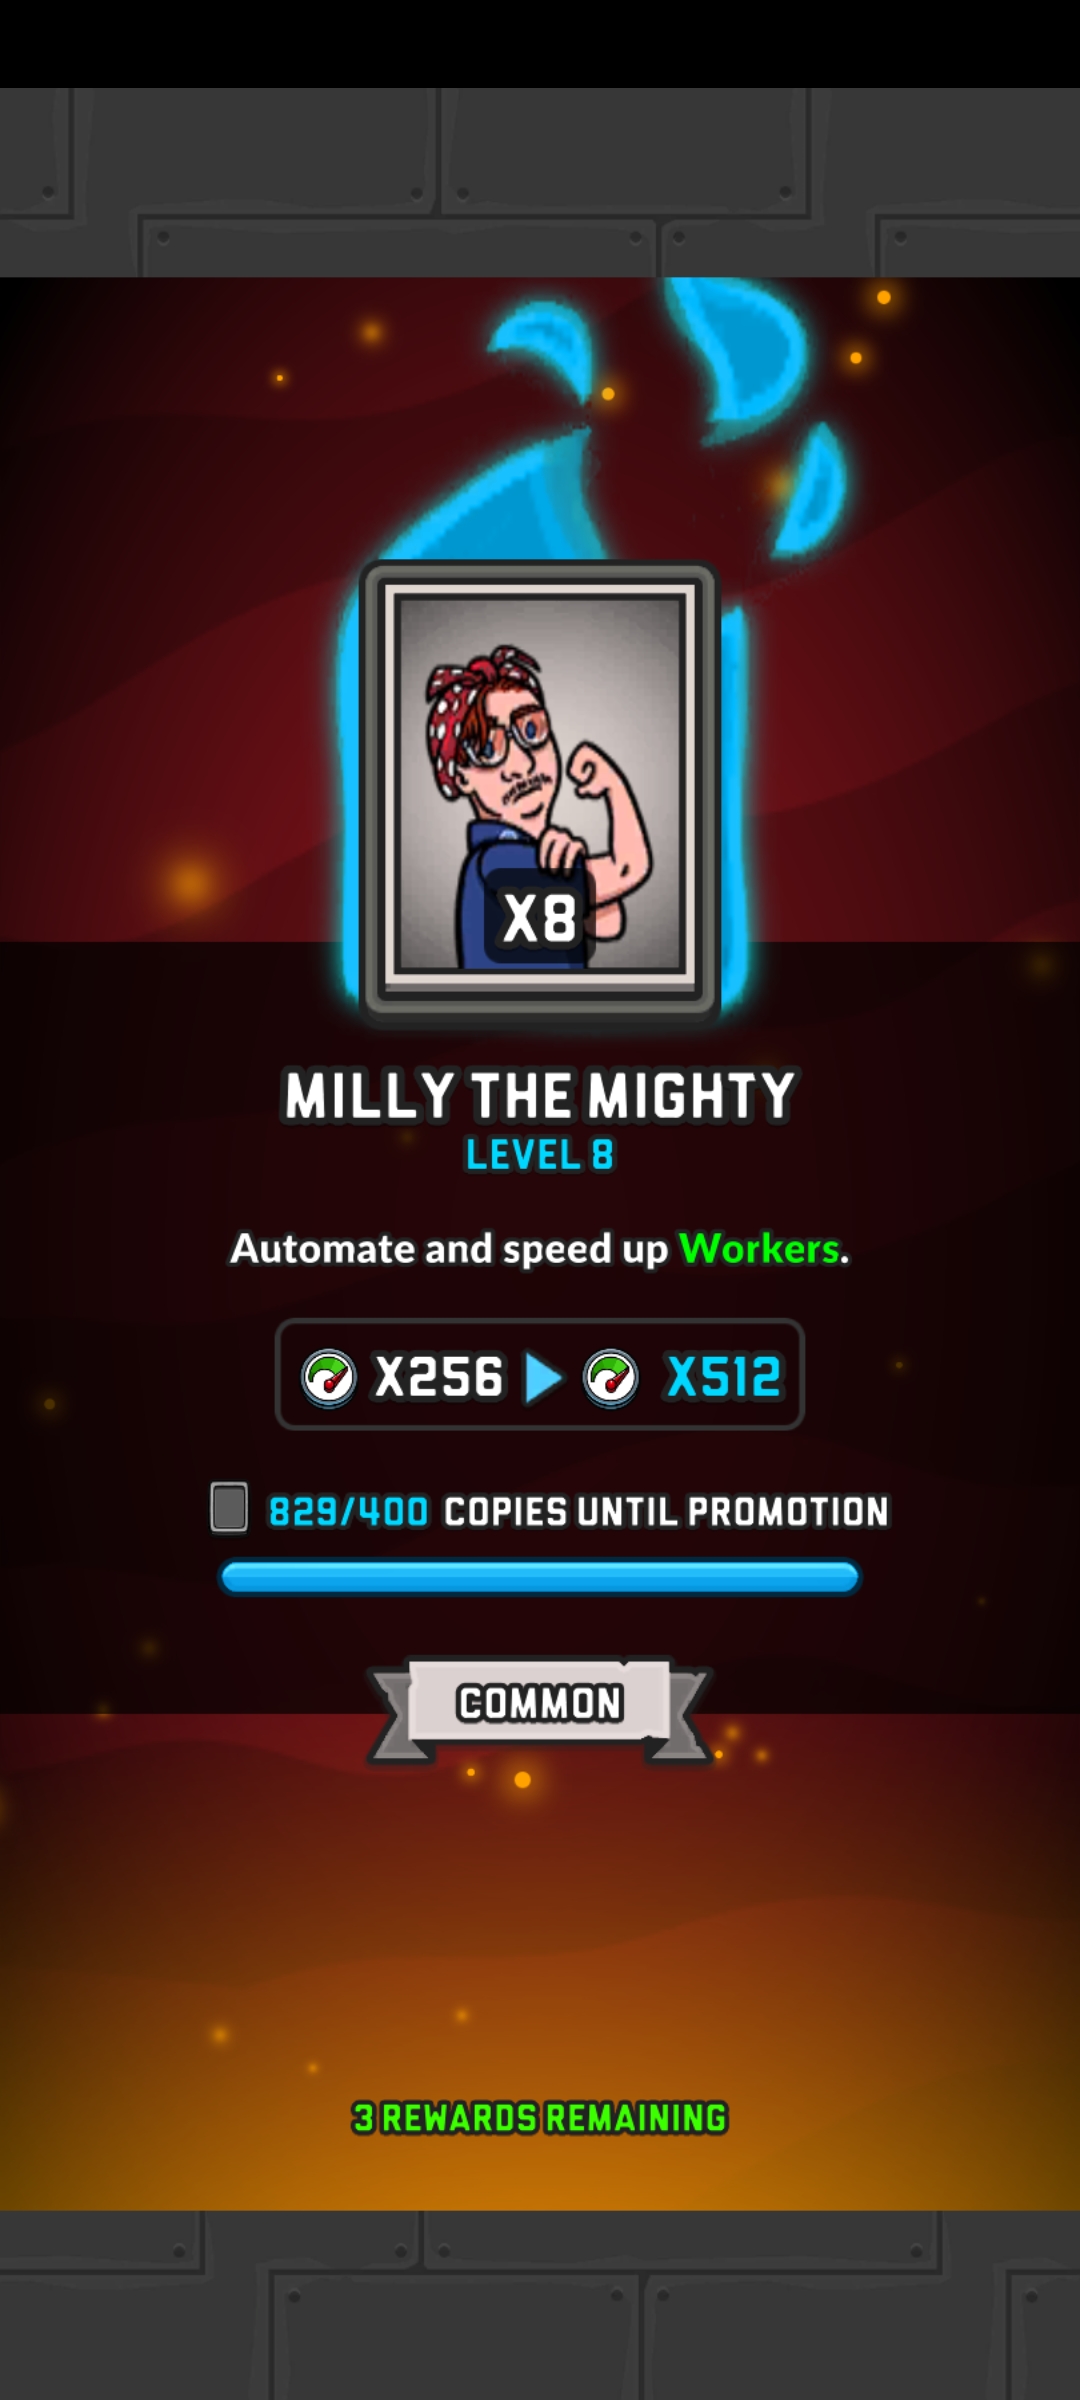 X8
MILLY THE MIGHTY
LEVEL 8
Automate and speed up Workers.
X256 X512
829/400 COPIES UNTIL PROMOTION
COMMON
3 REWARDS REMAINING